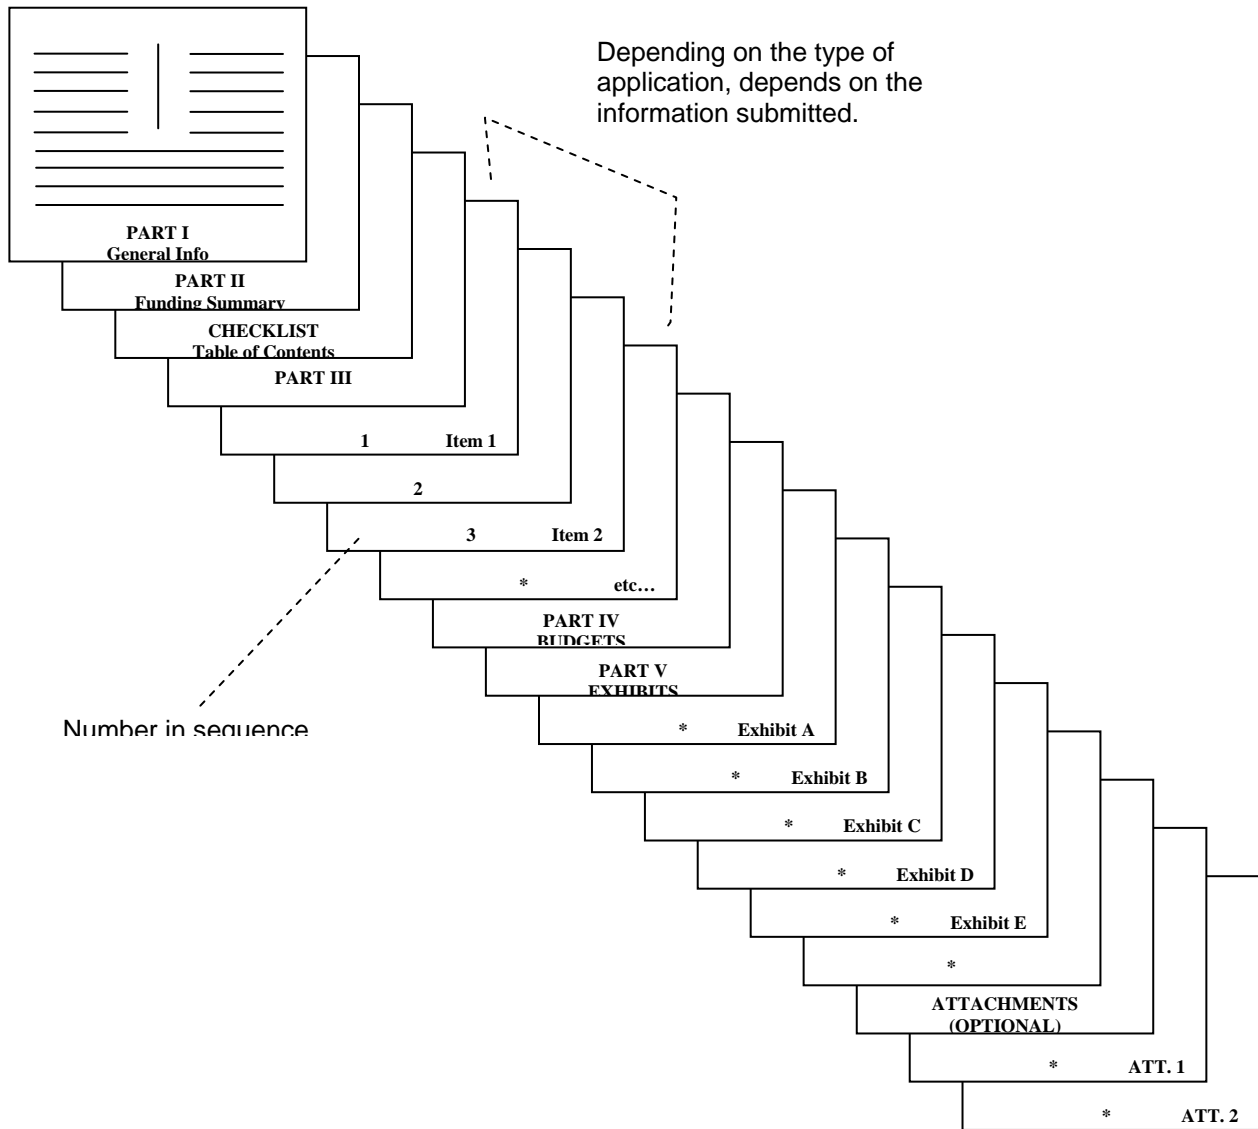 Depending on the type of
application, depends on the
information submitted.
PART I
General Info
PART II
Funding Summary
CHECKLIST
Table of Contents
PART III
1 Item 1
2
3 Item 2
* etc...
PART IV
BUDGETS
PART V
EXHIBITS
Number in sequence
* Exhibit A
* Exhibit B
* Exhibit C
* Exhibit D
* Exhibit E
*
ATTACHMENTS
(OPTIONAL)
* ATT. 1
* ATT. 2